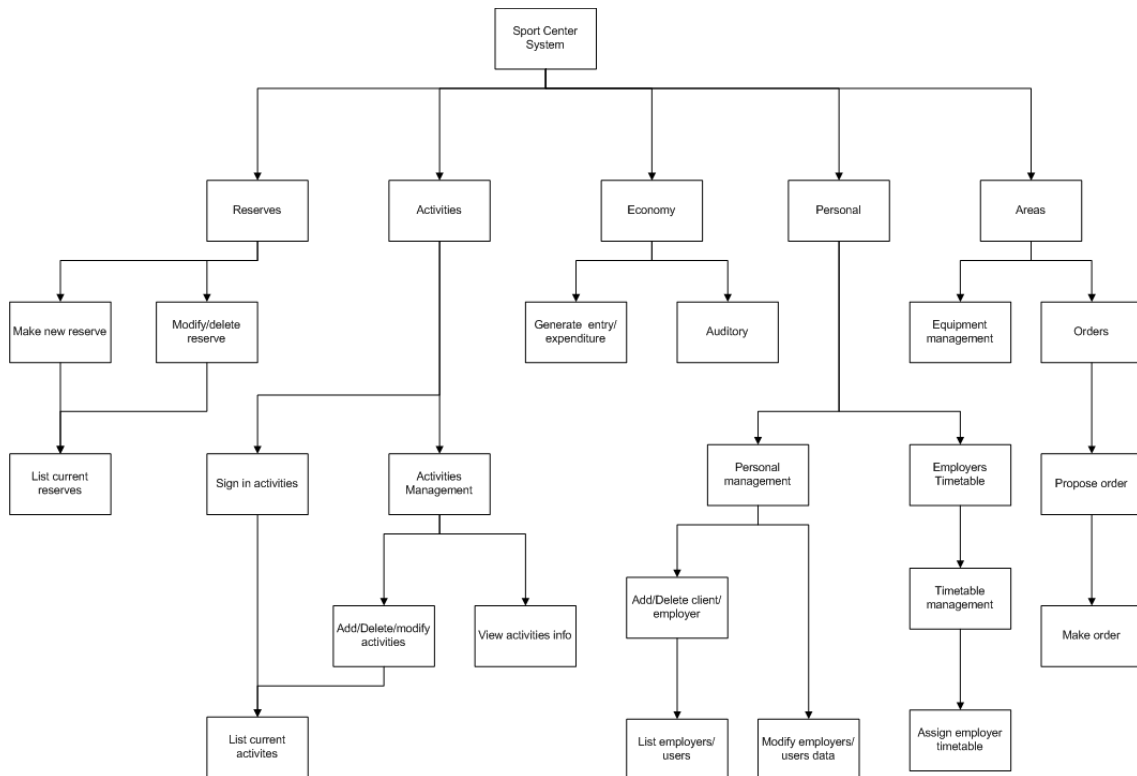 Sport Center
System
Reserves
Activities
Economy
Personal
Areas
Make new reserve
Modify/delete
reserve
Generate entry/
expenditure
Auditory
Equipment
management
Orders
List current
reserves
Sign in activities
Activities
Management
Personal
management
Employers
Timetable
Propose order
Add/Delete/modify
activities
View activities info
Add/Delete client/
employer
Timetable
management
Make order
List current
activites
List employers/
users
Modify employers/
users data
Assign employer
timetable